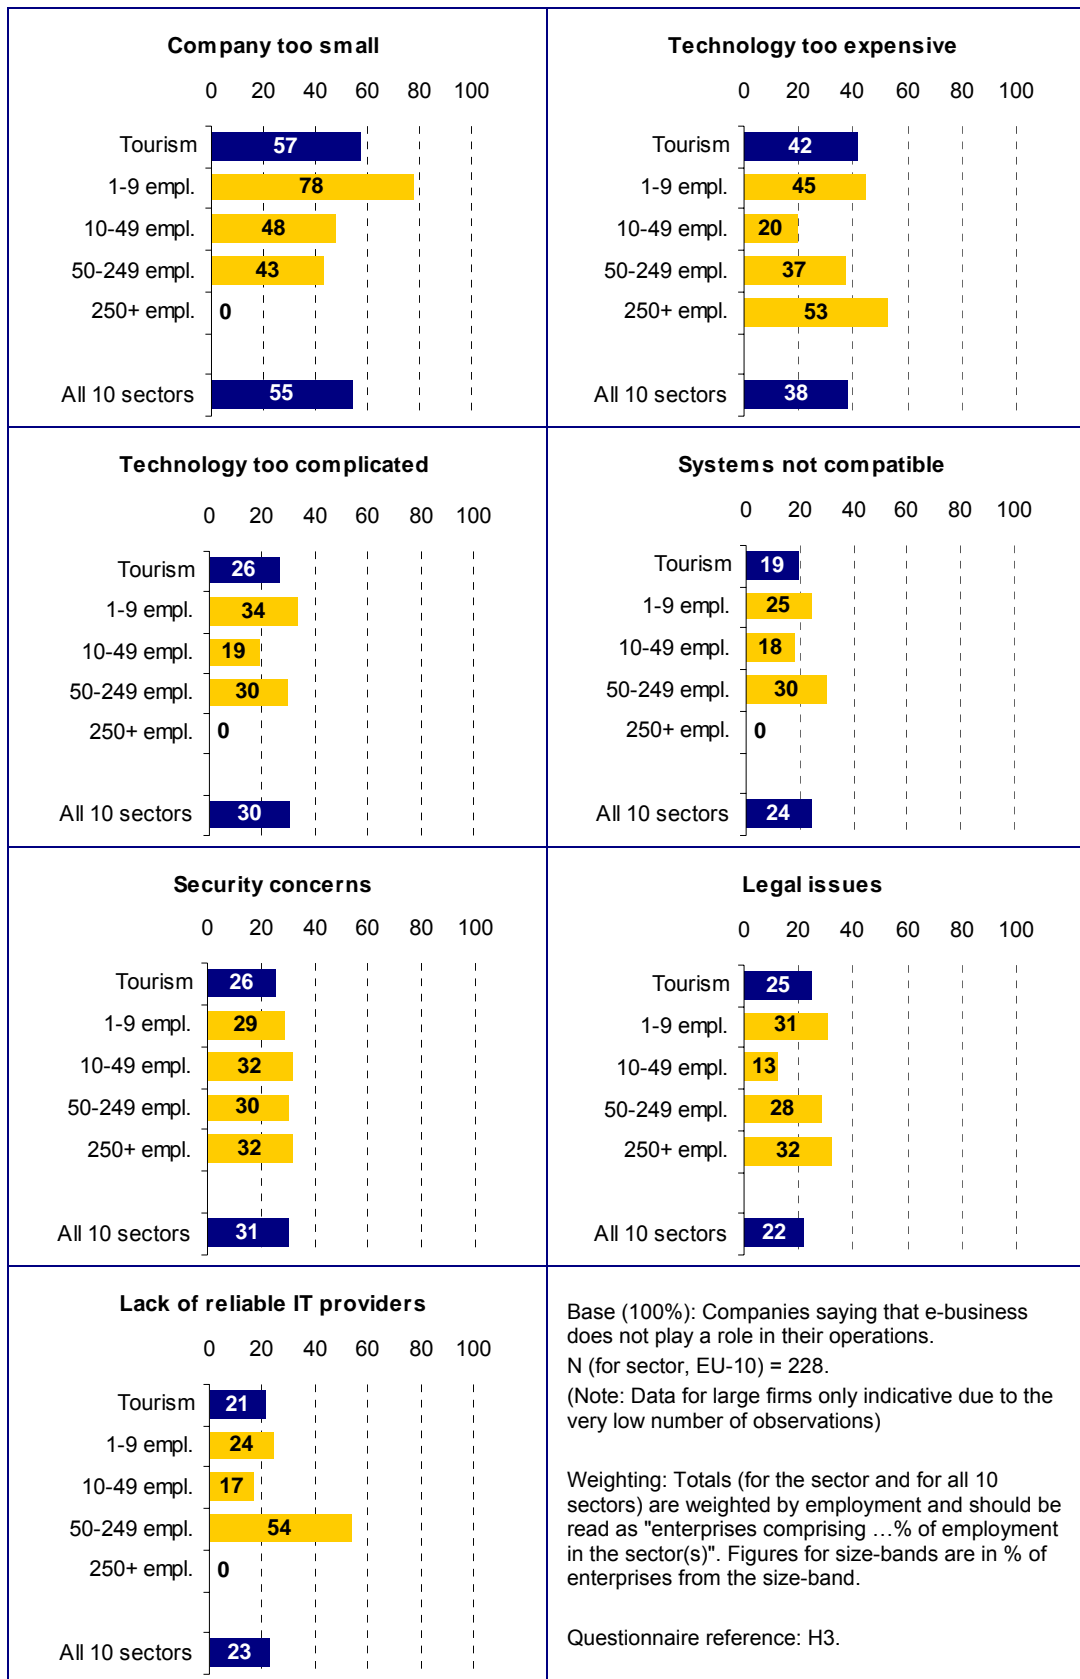 Company too small
0 20 40 60 80 100
Tourism 57
1-9 empl. 78
10-49 empl. 48
50-249 empl. 43
250+ empl. 0
All 10 sectors 55
Technology too expensive
0 20 40 60 80 100
Tourism 42
1-9 empl. 45
10-49 empl. 20
50-249 empl. 37
250+ empl. 53
All 10 sectors 38
Technology too complicated
0 20 40 60 80 100
Tourism 26
1-9 empl. 34
10-49 empl. 19
50-249 empl. 30
250+ empl. 0
All 10 sectors 30
Systems not compatible
0 20 40 60 80 100
Tourism 19
1-9 empl. 25
10-49 empl. 18
50-249 empl. 30
250+ empl. 0
All 10 sectors 24
Security concerns
0 20 40 60 80 100
Tourism 26
1-9 empl. 29
10-49 empl. 32
50-249 empl. 30
250+ empl. 32
All 10 sectors 31
Legal issues
0 20 40 60 80 100
Tourism 25
1-9 empl. 31
10-49 empl. 13
50-249 empl. 28
250+ empl. 32
All 10 sectors 22
Lack of reliable IT providers
0 20 40 60 80 100
Tourism 21
1-9 empl. 24
10-49 empl. 17
50-249 empl. 54
250+ empl. 0
All 10 sectors 23
Base (100%): Companies saying that e-business
does not play a role in their operations.
N (for sector, EU-10) = 228.
(Note: Data for large firms only indicative due to the
very low number of observations)
Weighting: Totals (for the sector and for all 10
sectors) are weighted by employment and should be
read as "enterprises comprising …% of employment
in the sector(s)". Figures for size-bands are in % of
enterprises from the size-band.
Questionnaire reference: H3.